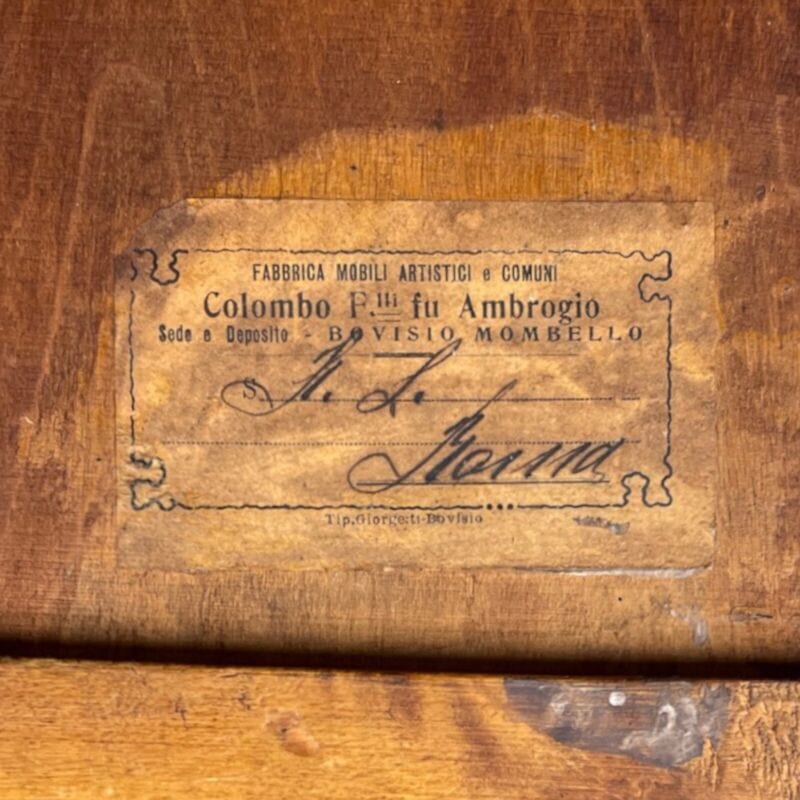 FABBRICA MOBILI ARTISTICI e COMUNI
Colombo F.lli fu Ambrogio
Sede e Deposito - BOVISIO MOMBELLO
S.
Roma
Tip.Giorgetti-Bovisio